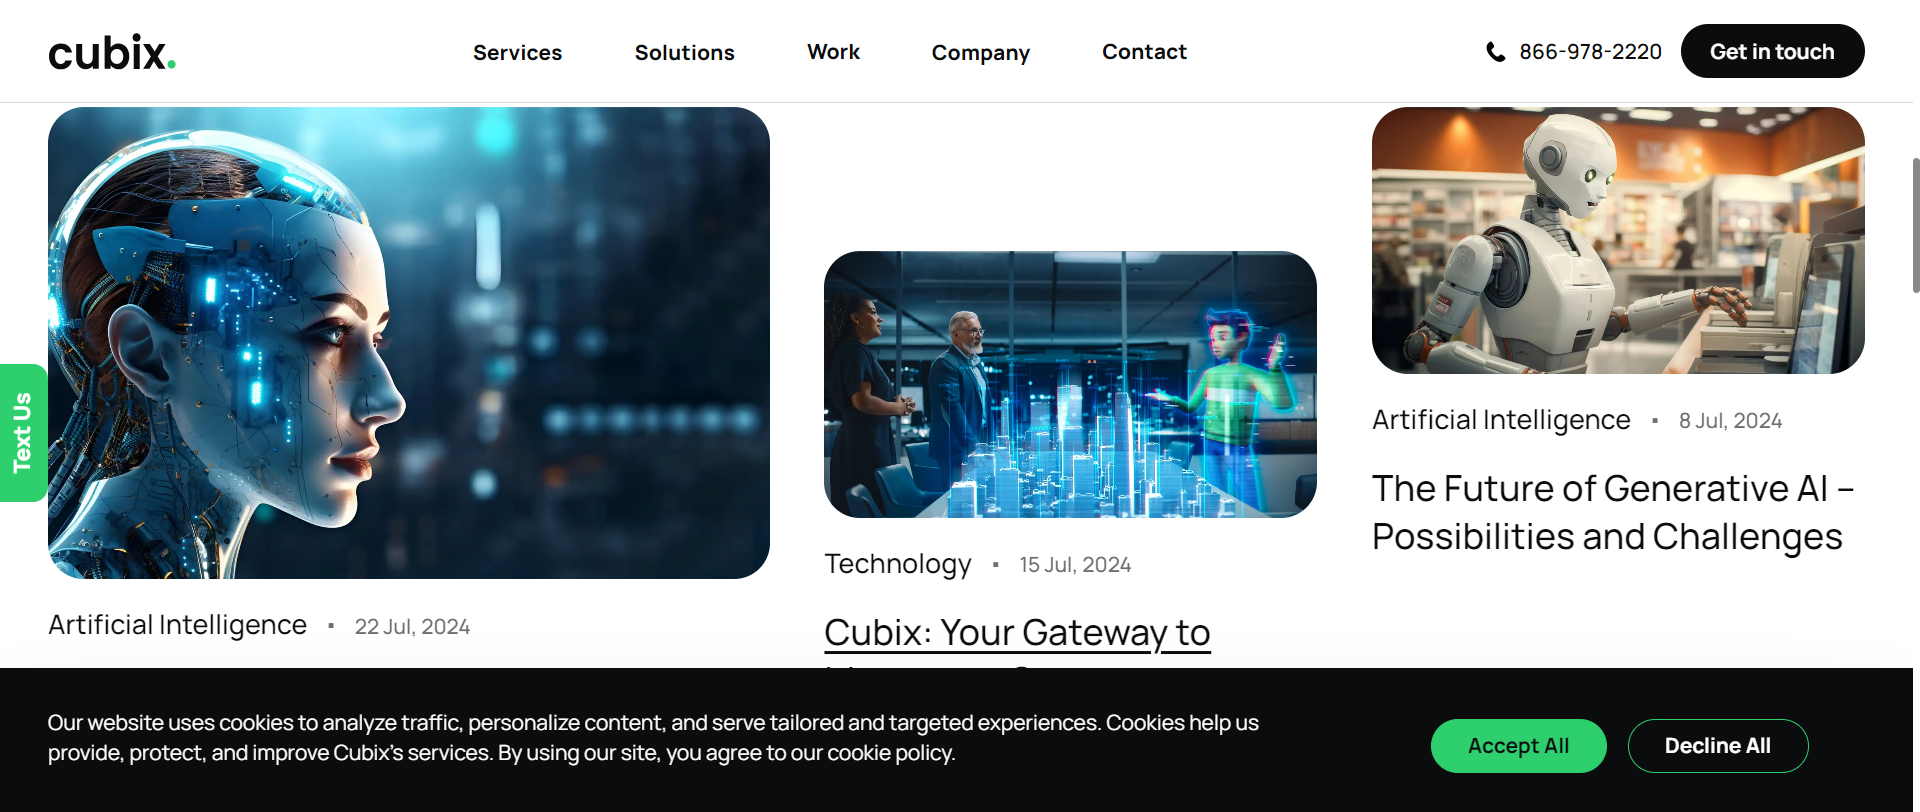 cubix.
Services
Solutions
Work
Company
Contact
866-978-2220
Get in touch
Text Us
Artificial Intelligence
22 Jul, 2024
Technology
15 Jul, 2024
Cubix: Your Gateway to
Artificial Intelligence
8 Jul, 2024
The Future of Generative AI –
Possibilities and Challenges
Our website uses cookies to analyze traffic, personalize content, and serve tailored and targeted experiences. Cookies help us
provide, protect, and improve Cubix's services. By using our site, you agree to our cookie policy.
Accept All
Decline All